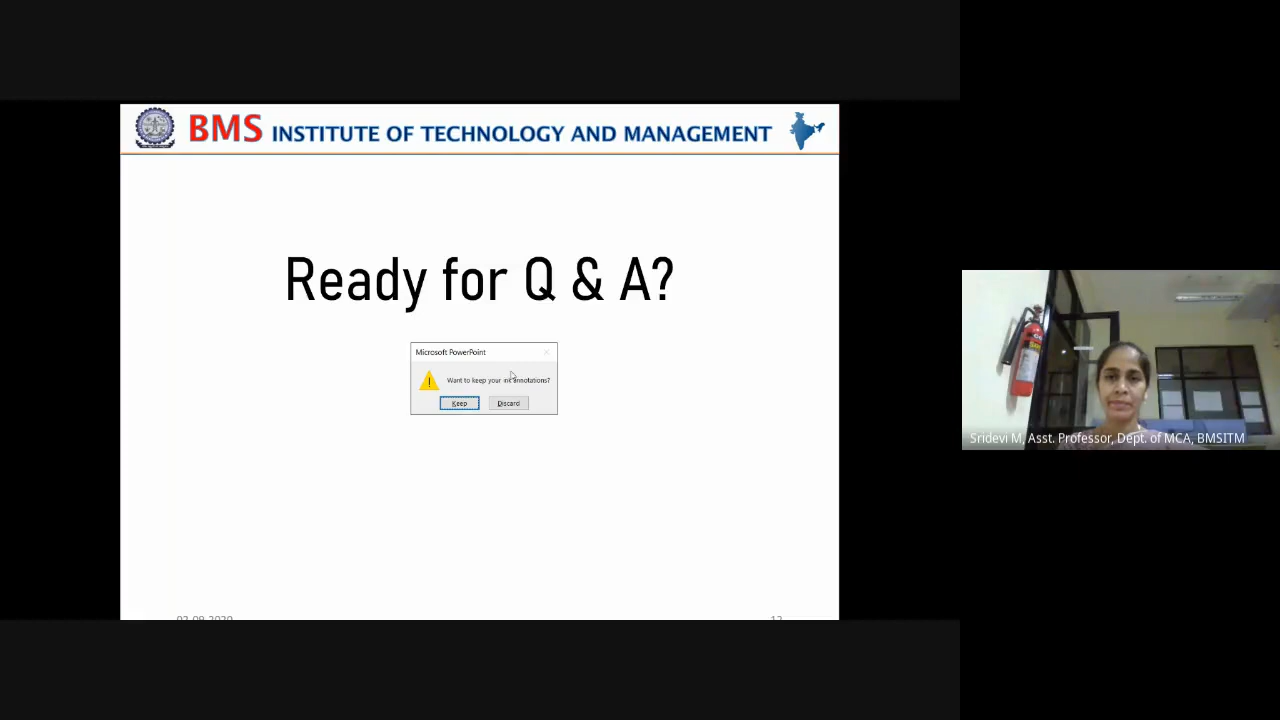 BMS INSTITUTE OF TECHNOLOGY AND MANAGEMENT
Ready for Q & A?
Microsoft PowerPoint
Want to keep your ink annotations?
Keep
Discard
Sridevi M, Asst. Professor, Dept. of MCA, BMSITM